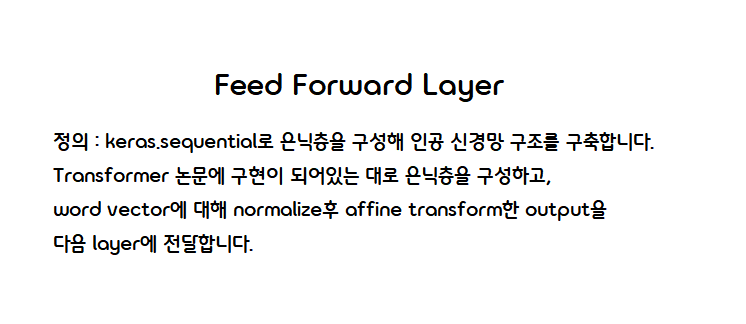 Feed Forward Layer
정의 : keras.sequential로 은닉층을 구성해 인공 신경망 구조를 구축합니다.
Transformer 논문에 구현이 되어있는 대로 은닉층을 구성하고,
word vector에 대해 normalize후 affine transform한 output을
다음 layer에 전달합니다.